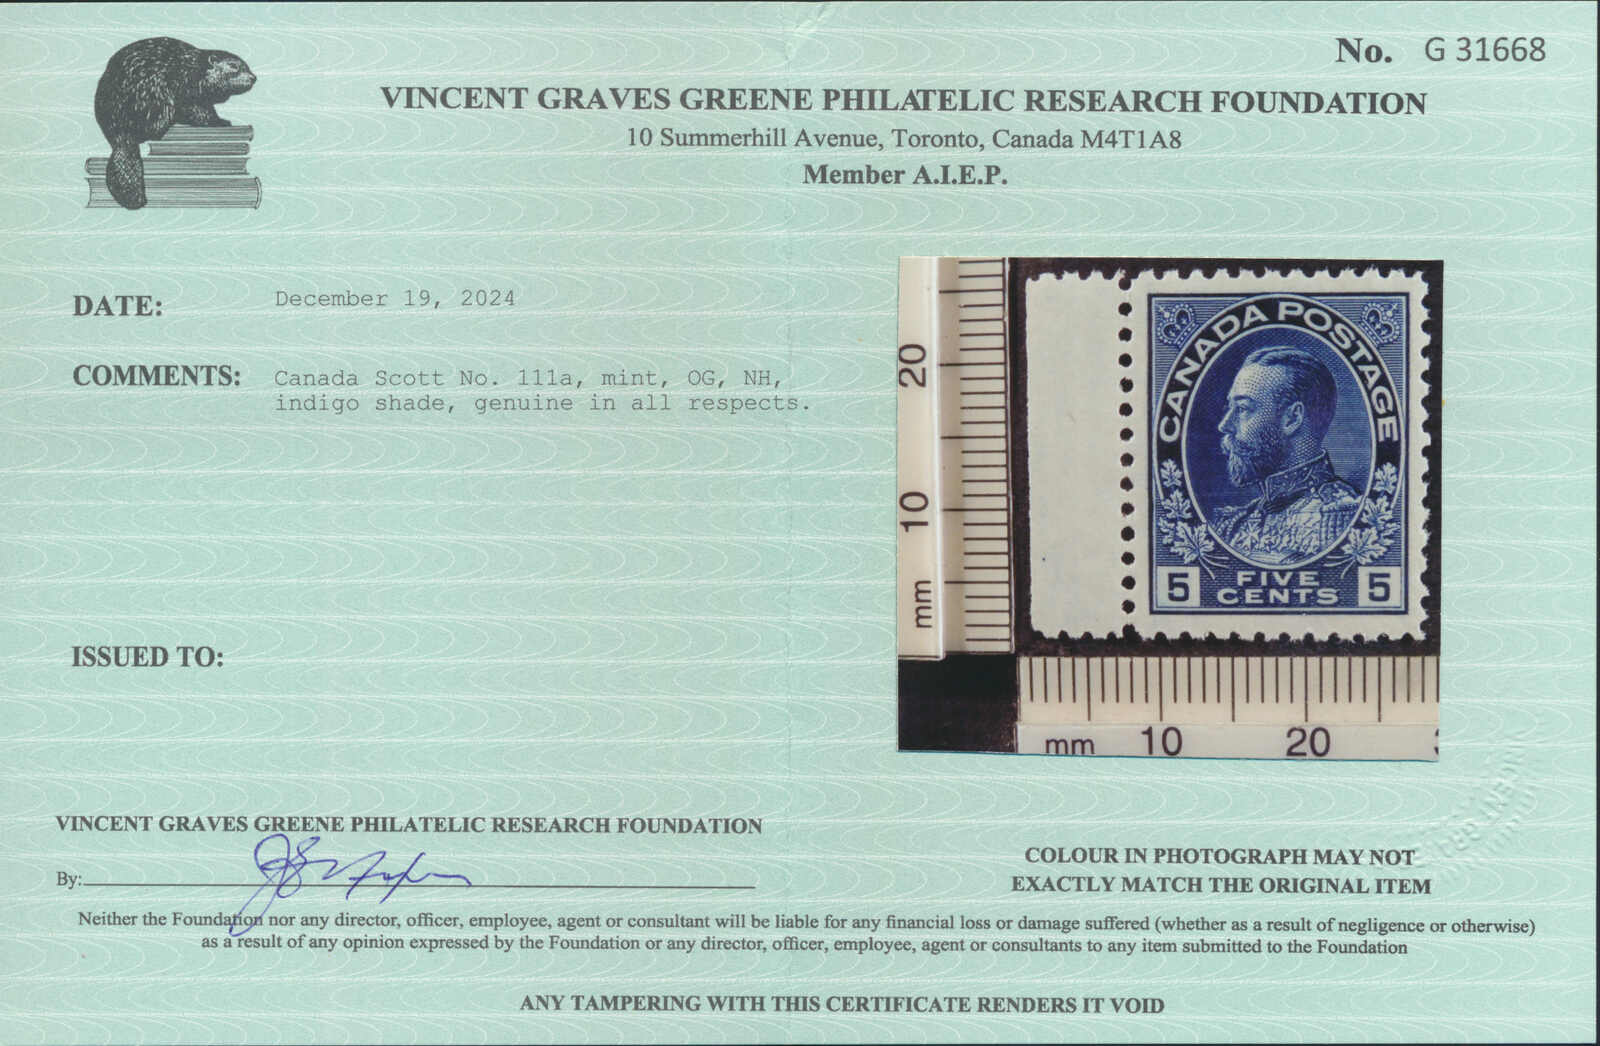 No. G 31668
VINCENT GRAVES GREENE PHILATELIC RESEARCH FOUNDATION
10 Summerhill Avenue, Toronto, Canada M4T1A8
Member A.I.E.P.
DATE: December 19, 2024
COMMENTS: Canada Scott No. 111a, mint, OG, NH,
indigo shade, genuine in all respects.
20
10
mm
CANADA POSTAGE
5 FIVE CENTS 5
mm 10 20
ISSUED TO:
VINCENT GRAVES GREENE PHILATELIC RESEARCH FOUNDATION
By:
COLOUR IN PHOTOGRAPH MAY NOT
EXACTLY MATCH THE ORIGINAL ITEM
Neither the Foundation nor any director, officer, employee, agent or consultant will be liable for any financial loss or damage suffered (whether as a result of negligence or otherwise)
as a result of any opinion expressed by the Foundation or any director, officer, employee, agent or consultants to any item submitted to the Foundation
ANY TAMPERING WITH THIS CERTIFICATE RENDERS IT VOID